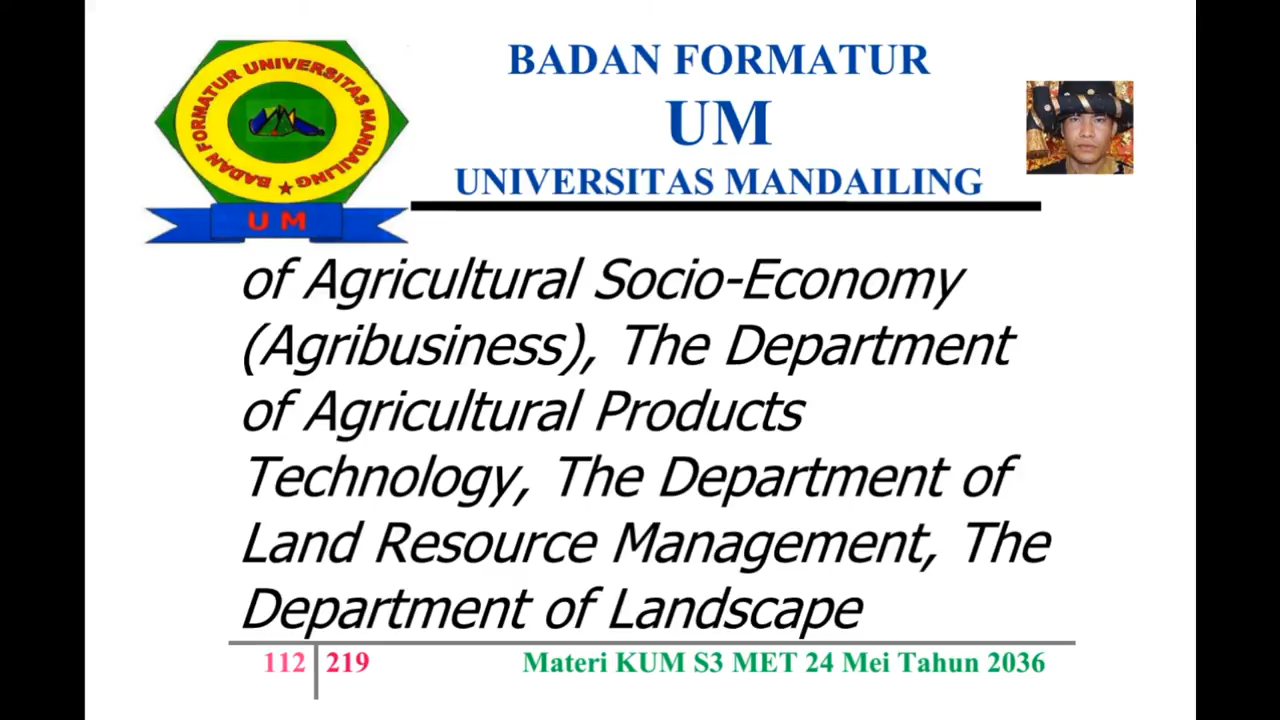 BADAN FORMATUR UNIVERSITAS MANDAILING
U M
BADAN FORMATUR
UM
UNIVERSITAS MANDAILING
of Agricultural Socio-Economy
(Agribusiness), The Department
of Agricultural Products
Technology, The Department of
Land Resource Management, The
Department of Landscape
112 219 Materi KUM S3 MET 24 Mei Tahun 2036